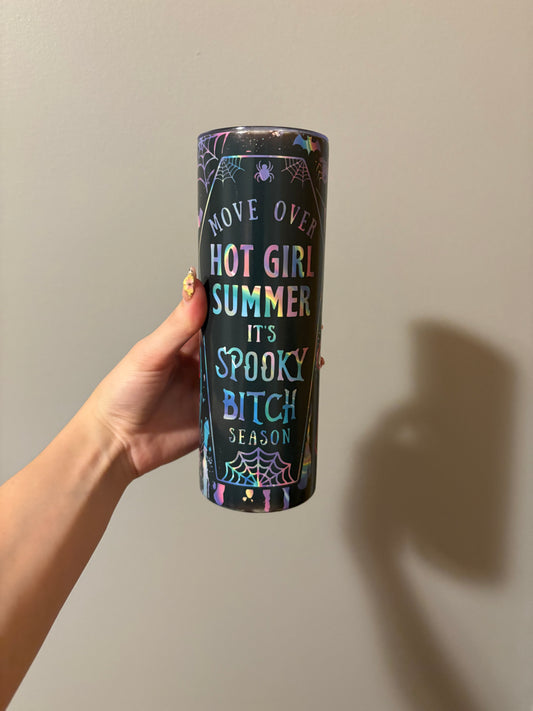 MOVE OVER
HOT GIRL
SUMMER
IT'S
SPOOKY
BITCH
SEASON